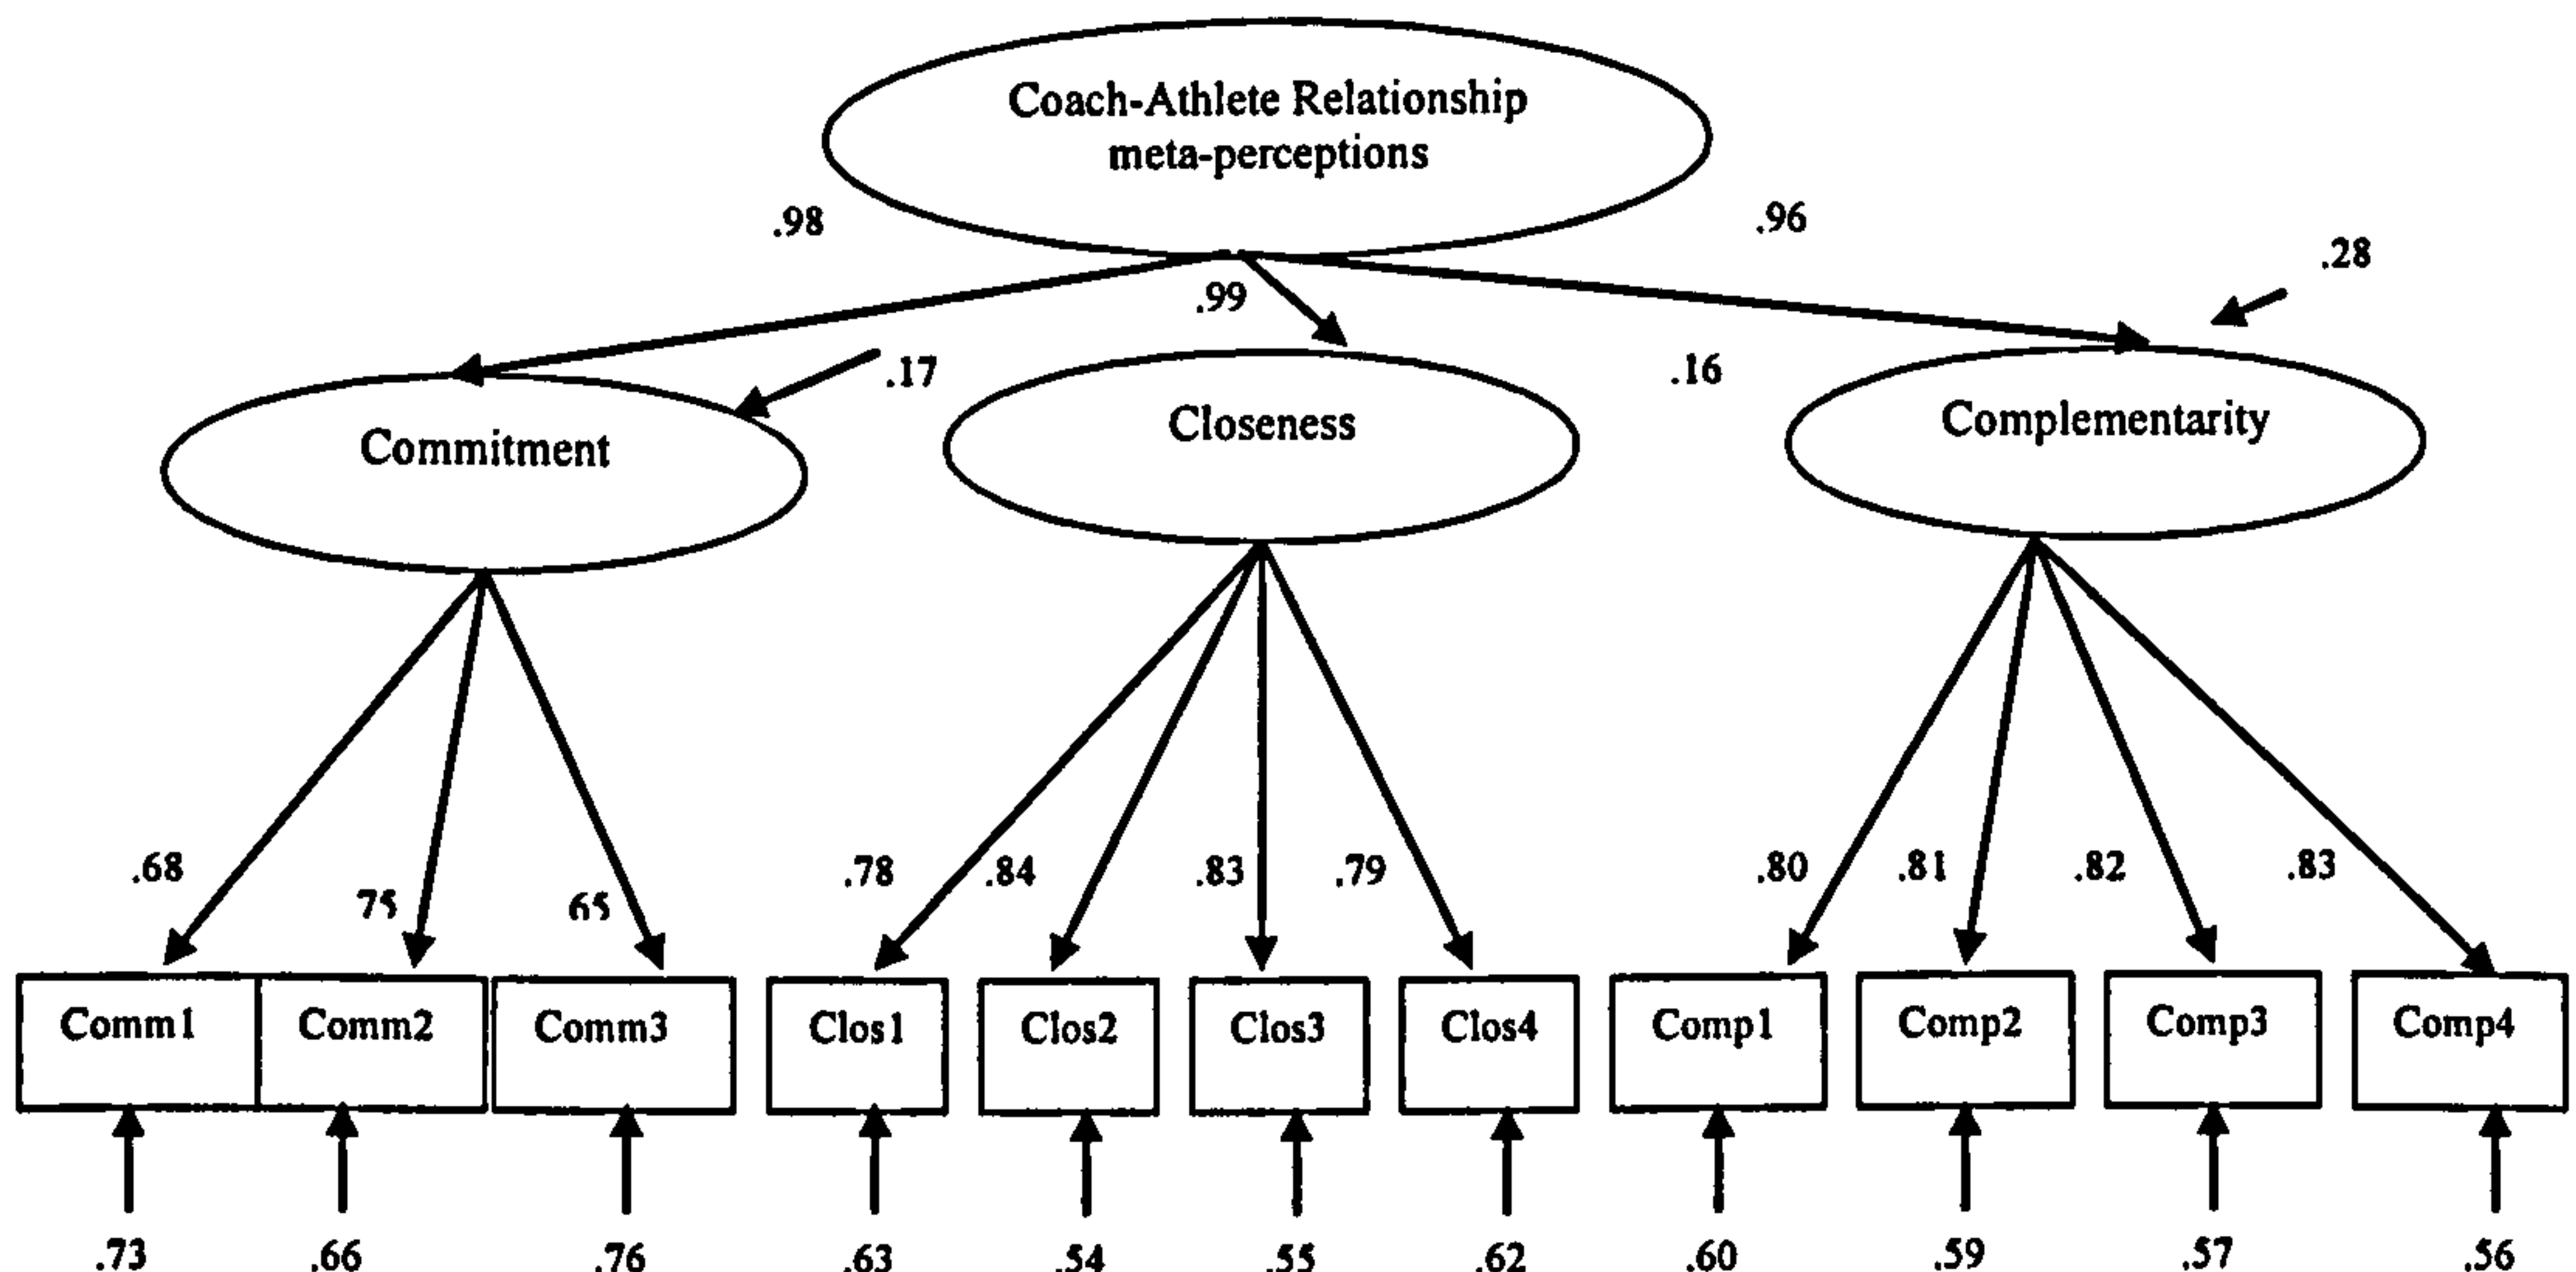 Coach-Athlete Relationship
meta-perceptions
.98
.96
.28
.99
.17
.16
Commitment
Closeness
Complementarity
.68
75
65
.78
.84
.83
.79
.80
.81
.82
.83
Comm1
Comm2
Comm3
Clos1
Clos2
Clos3
Clos4
Comp1
Comp2
Comp3
Comp4
.73
.66
.76
.63
.54
.55
.62
.60
.59
.57
.56